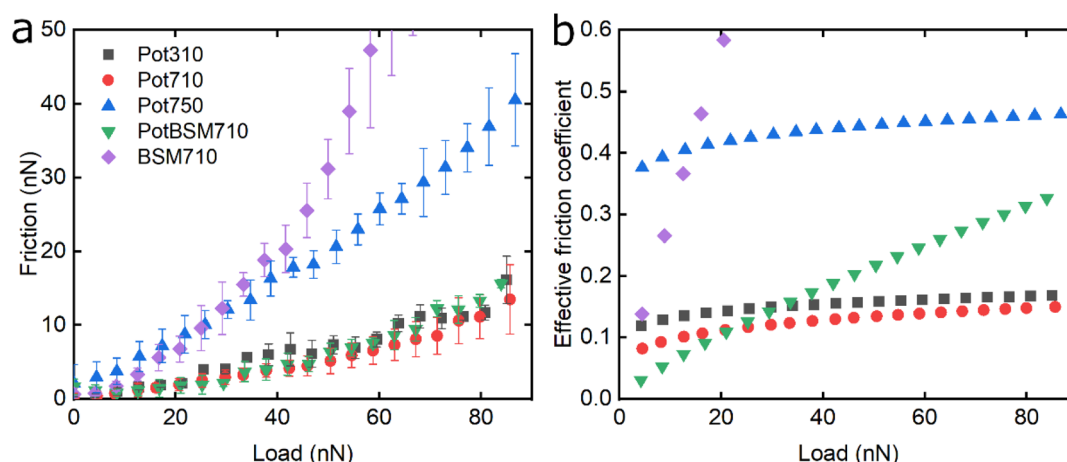 a
50
40
30
20
10
0
Friction (nN)
Pot310
Pot710
Pot750
PotBSM710
BSM710
0 20 40 60 80
Load (nN)
b
0.6
0.5
0.4
0.3
0.2
0.1
0.0
Effective friction coefficient
0 20 40 60 80
Load (nN)